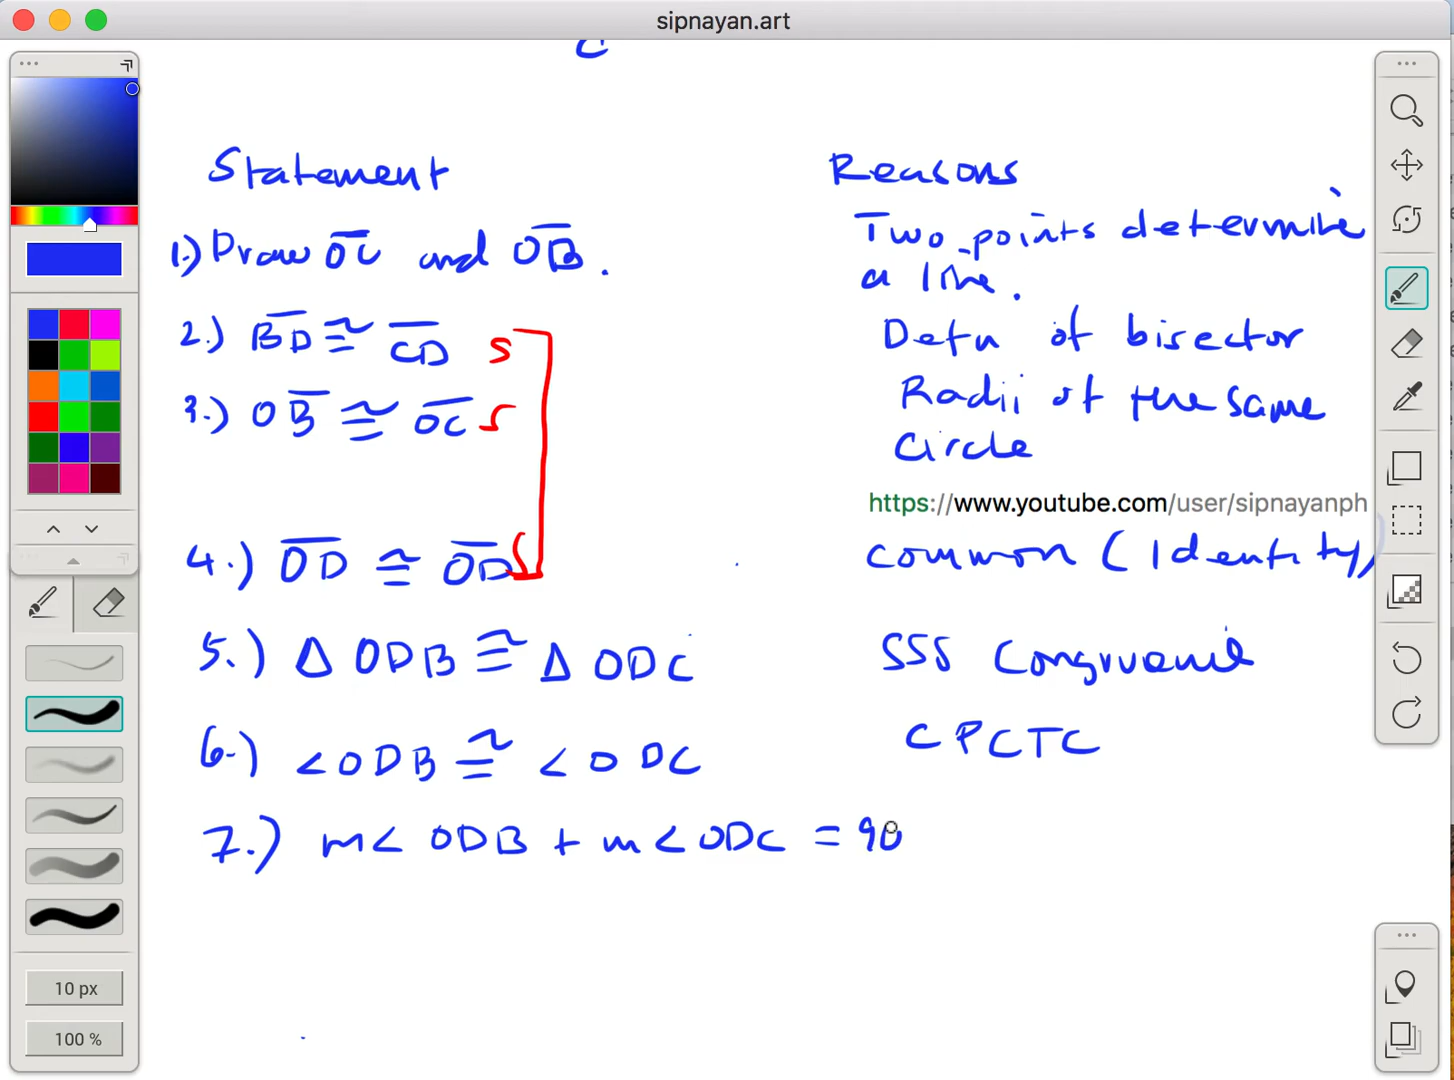 sipnayan.art
Statement
Reasons
1.) Draw OC and OB.
Two points determine
a line.
2.) BD ≅ CD S
Defn of bisector
3.) OB ≅ OC S
Radii of the same
Circle
https://www.youtube.com/user/sipnayanph
4.) OD ≅ OD S
common (Identity)
5.) Δ ODB ≅ Δ ODC
SSS Congruence
6.) <ODB ≅ <ODC
CPCTC
7.) m< ODB + m<ODC = 90
10 px
100 %